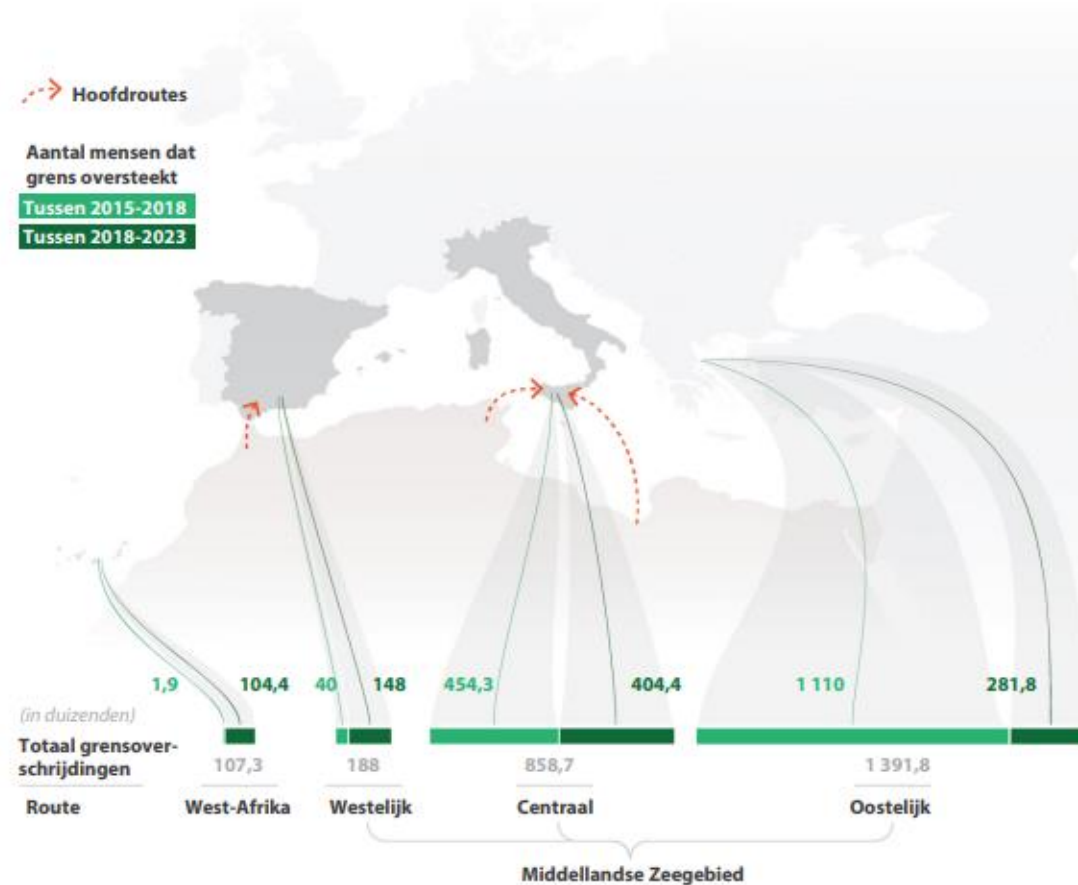 Hoofdroutes
Aantal mensen dat
grens oversteekt
Tussen 2015-2018
Tussen 2018-2023
1,9
104,4
40
148
454,3
404,4
1 110
281,8
(in duizenden)
Totaal grensover-
schrijdingen
107,3
188
858,7
1 391,8
Route
West-Afrika
Westelijk
Centraal
Oostelijk
Middellandse Zeegebied